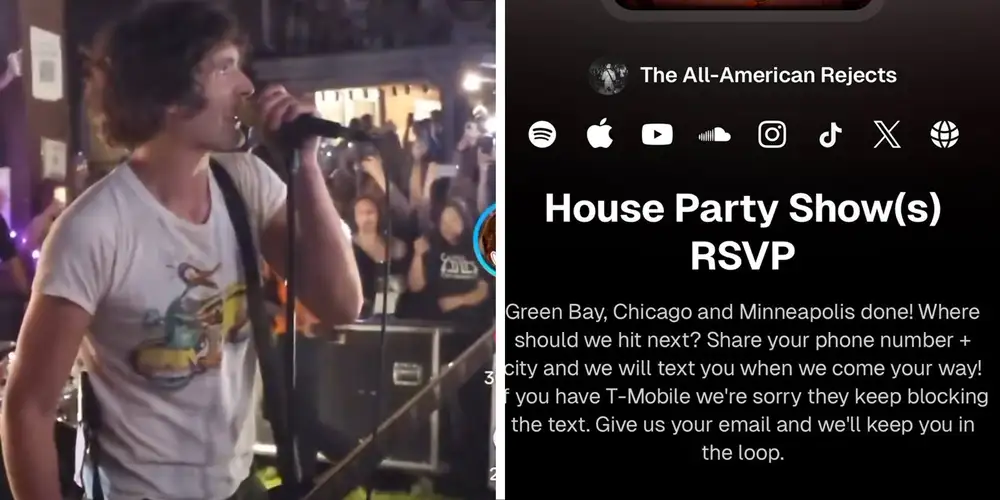 The All-American Rejects
House Party Show(s)
RSVP
Green Bay, Chicago and Minneapolis done! Where
should we hit next? Share your phone number +
city and we will text you when we come your way!
f you have T-Mobile we're sorry they keep blocking
the text. Give us your email and we'll keep you in
the loop.